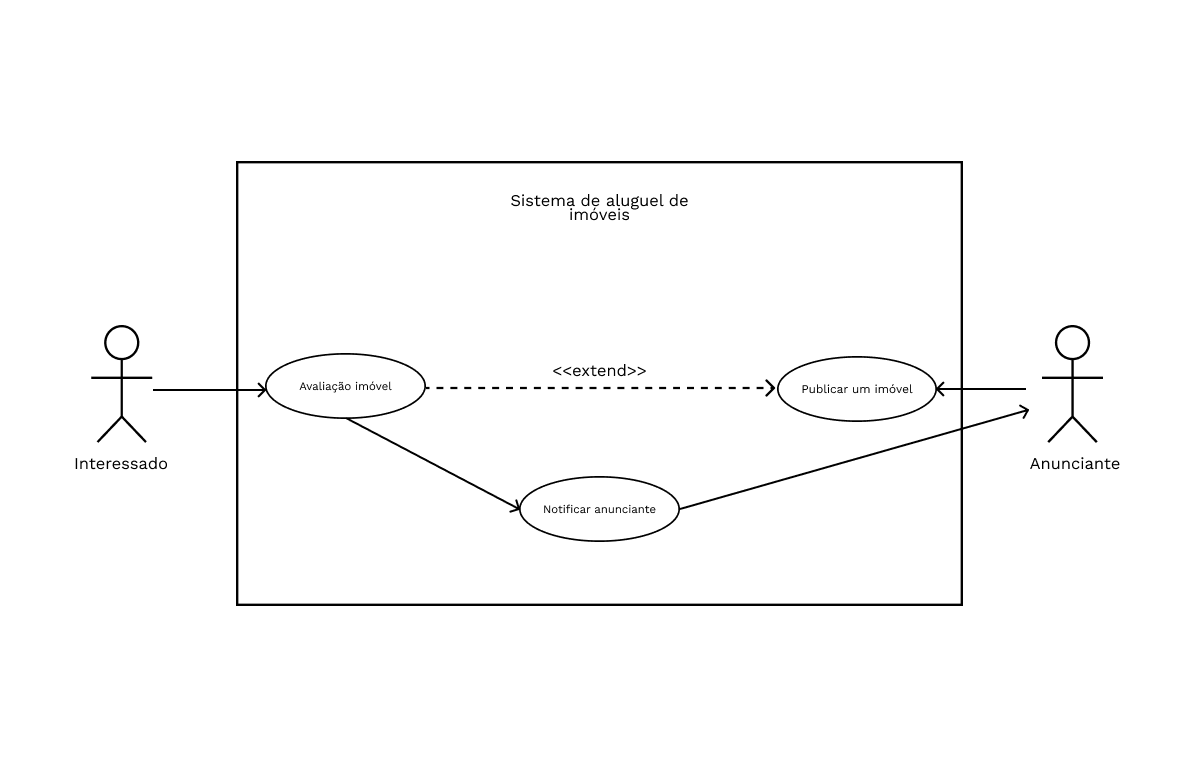 Sistema de aluguel de
imóveis
<<extend>>
Avaliação imóvel
Publicar um imóvel
Interessado
Anunciante
Notificar anunciante